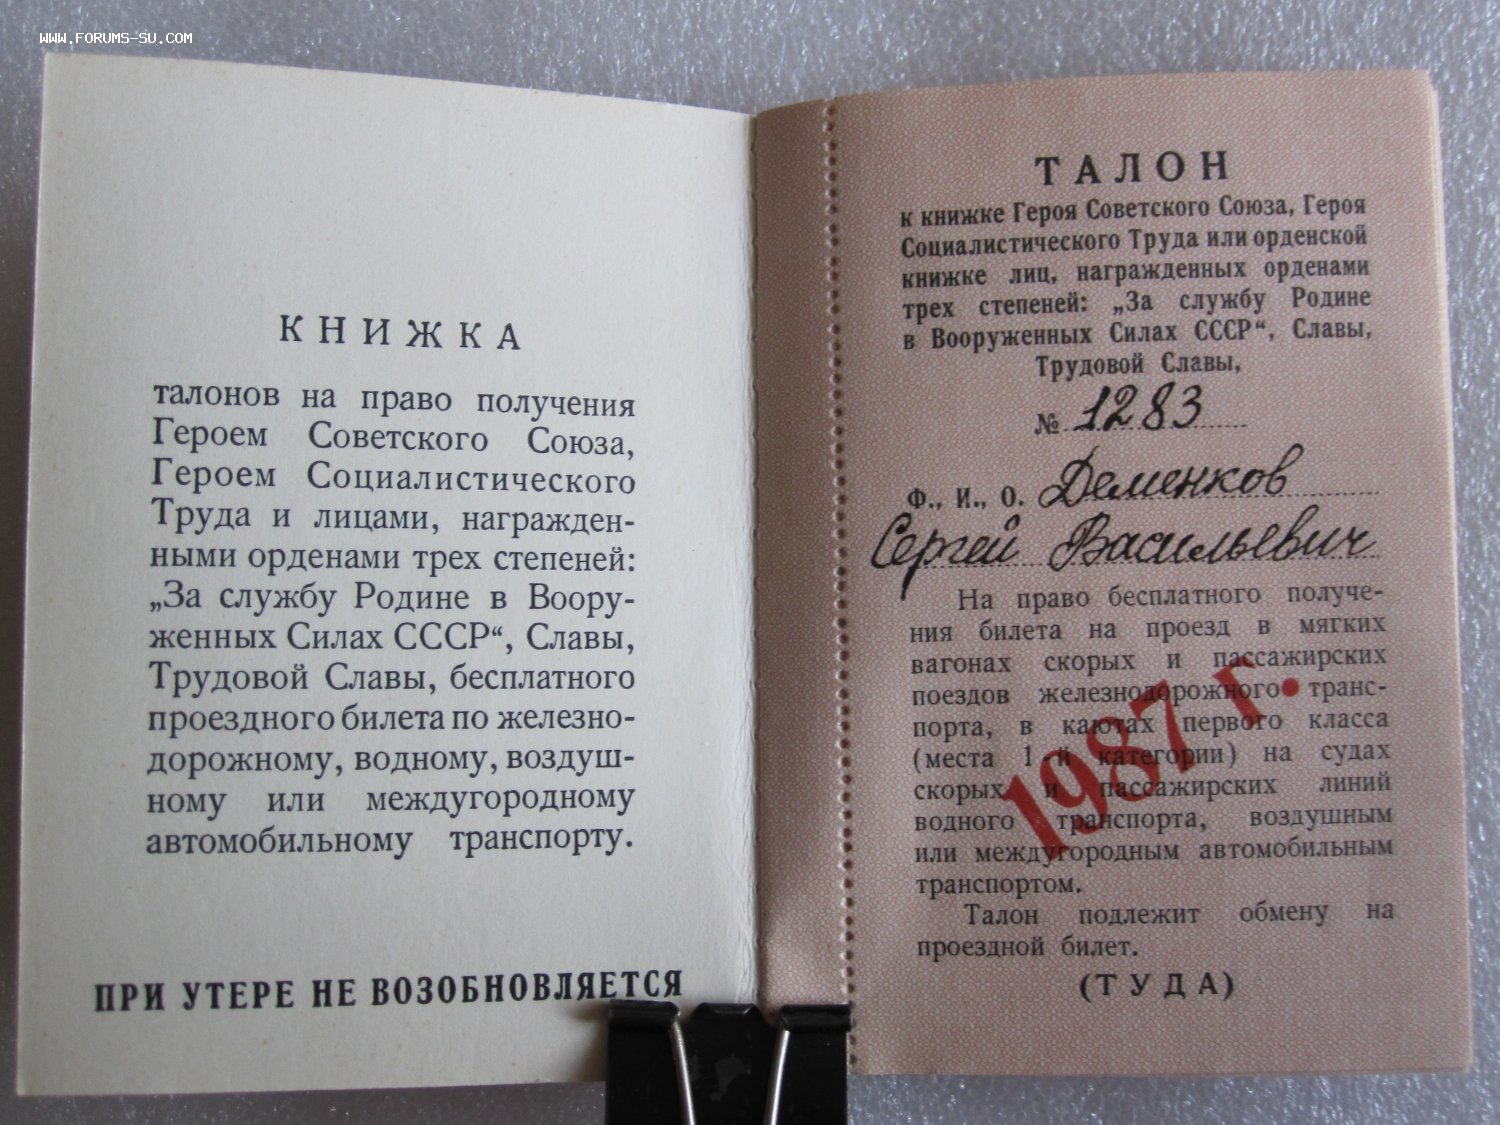 WWW.FORUMS-SU.COM
КНИЖКА
талонов на право получения
Героем Советского Союза,
Героем Социалистического
Труда и лицами, награжден-
ными орденами трех степеней:
„За службу Родине в Воору-
женных Силах СССР“, Славы,
Трудовой Славы, бесплатного
проездного билета по железно-
дорожному, водному, воздуш-
ному или междугородному
автомобильному транспорту.
ПРИ УТЕРЕ НЕ ВОЗОБНОВЛЯЕТСЯ
ТАЛОН
к книжке Героя Советского Союза, Героя
Социалистического Труда или орденской
книжке лиц, награжденных орденами
трех степеней: „За службу Родине
в Вооруженных Силах СССР“, Славы,
Трудовой Славы,
№ 1283
Ф., И., О. Деменков
Сергей Васильевич
На право бесплатного получе-
ния билета на проезд в мягких
вагонах скорых и пассажирских
поездов железнодорожного транс-
порта, в каютах первого класса
(места 1-й категории) на судах
скорых и пассажирских линий
водного транспорта, воздушным
или междугородным автомобильным
транспортом.
Талон подлежит обмену на
проездной билет.
(ТУДА)
1987 г.